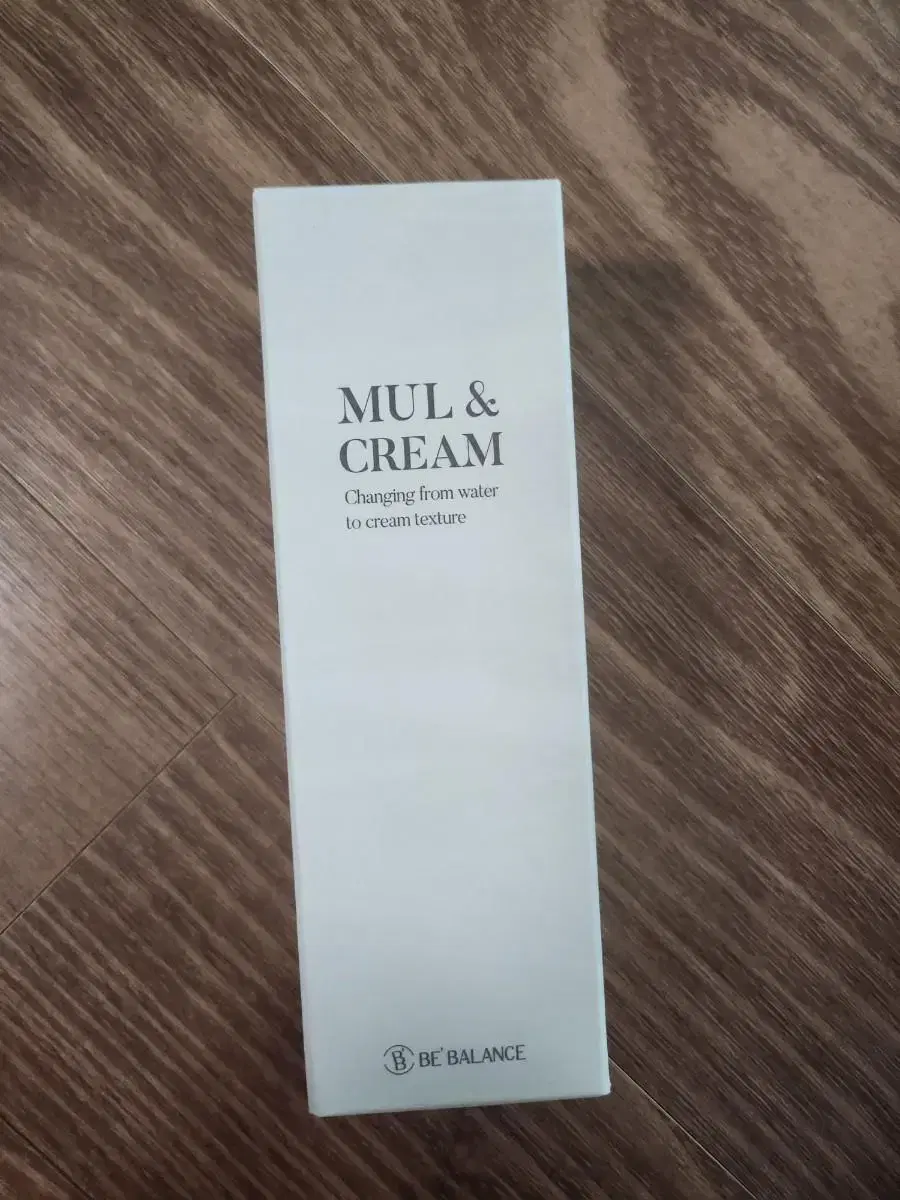 MUL &
CREAM
Changing from water
to cream texture
BE' BALANCE